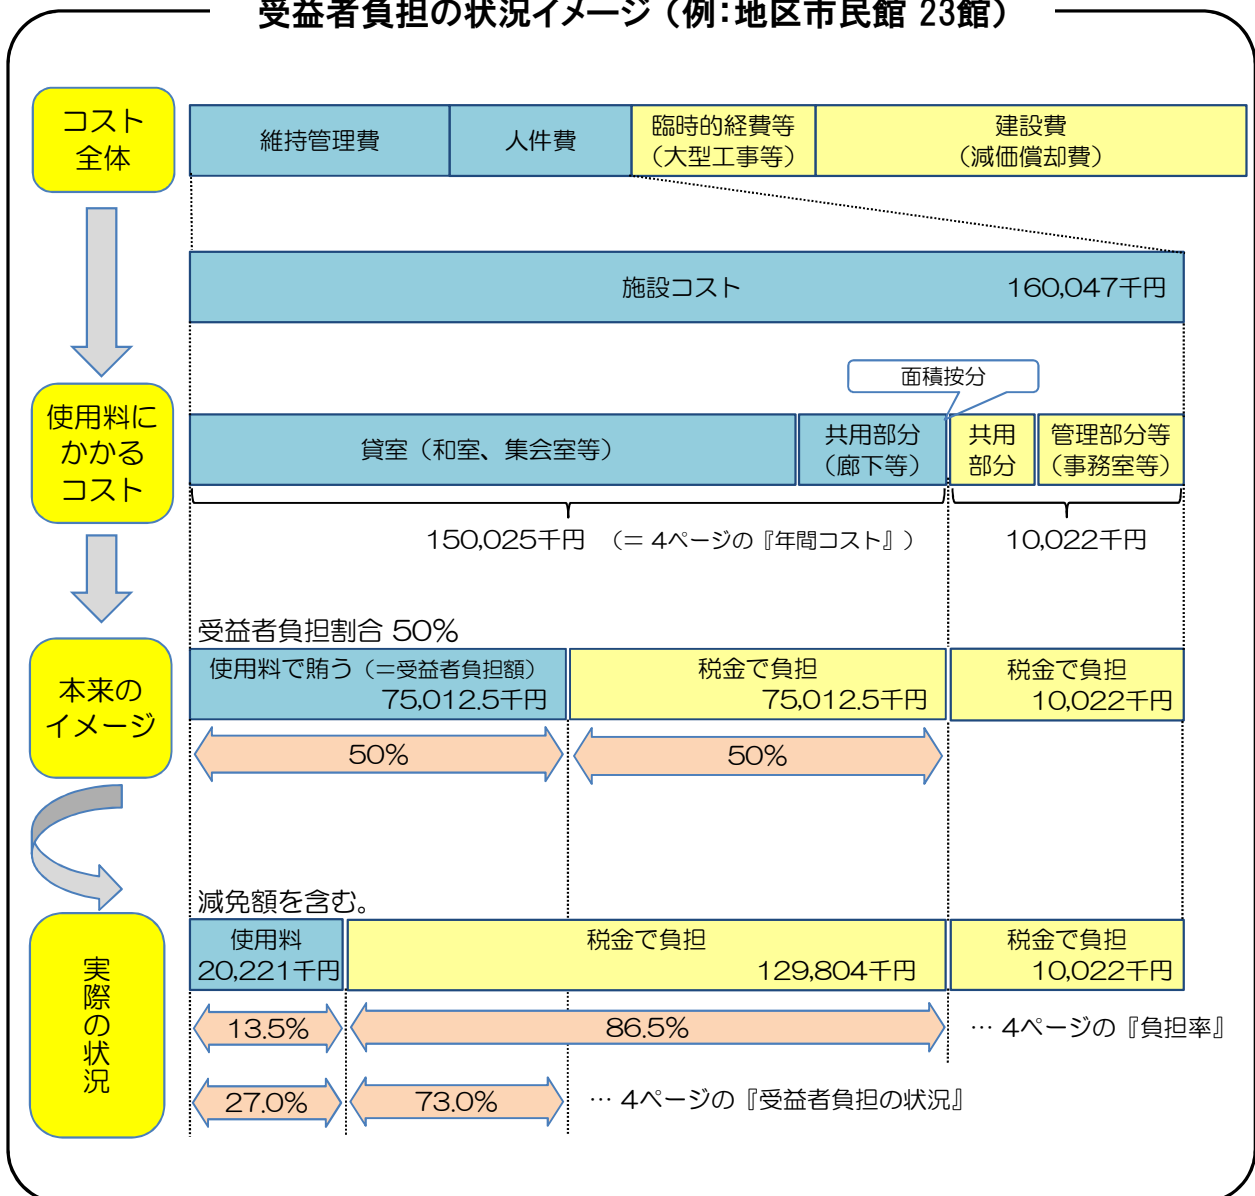 受益者負担の状況イメージ（例：地区市民館 23館）
コスト
全体
維持管理費
人件費
臨時的経費等
（大型工事等）
建設費
（減価償却費）
施設コスト 160,047千円
面積按分
使用料に
かかる
コスト
貸室（和室、集会室等）
共用部分
（廊下等）
共用
部分
管理部分等
（事務室等）
150,025千円 （＝ 4ページの『年間コスト』）
10,022千円
受益者負担割合 50%
本来の
イメージ
使用料で賄う（＝受益者負担額）
75,012.5千円
税金で負担
75,012.5千円
税金で負担
10,022千円
50%
50%
減免額を含む。
実際の状況
使用料
20,221千円
税金で負担
129,804千円
税金で負担
10,022千円
13.5%
86.5%
… 4ページの『負担率』
27.0%
73.0%
… 4ページの『受益者負担の状況』